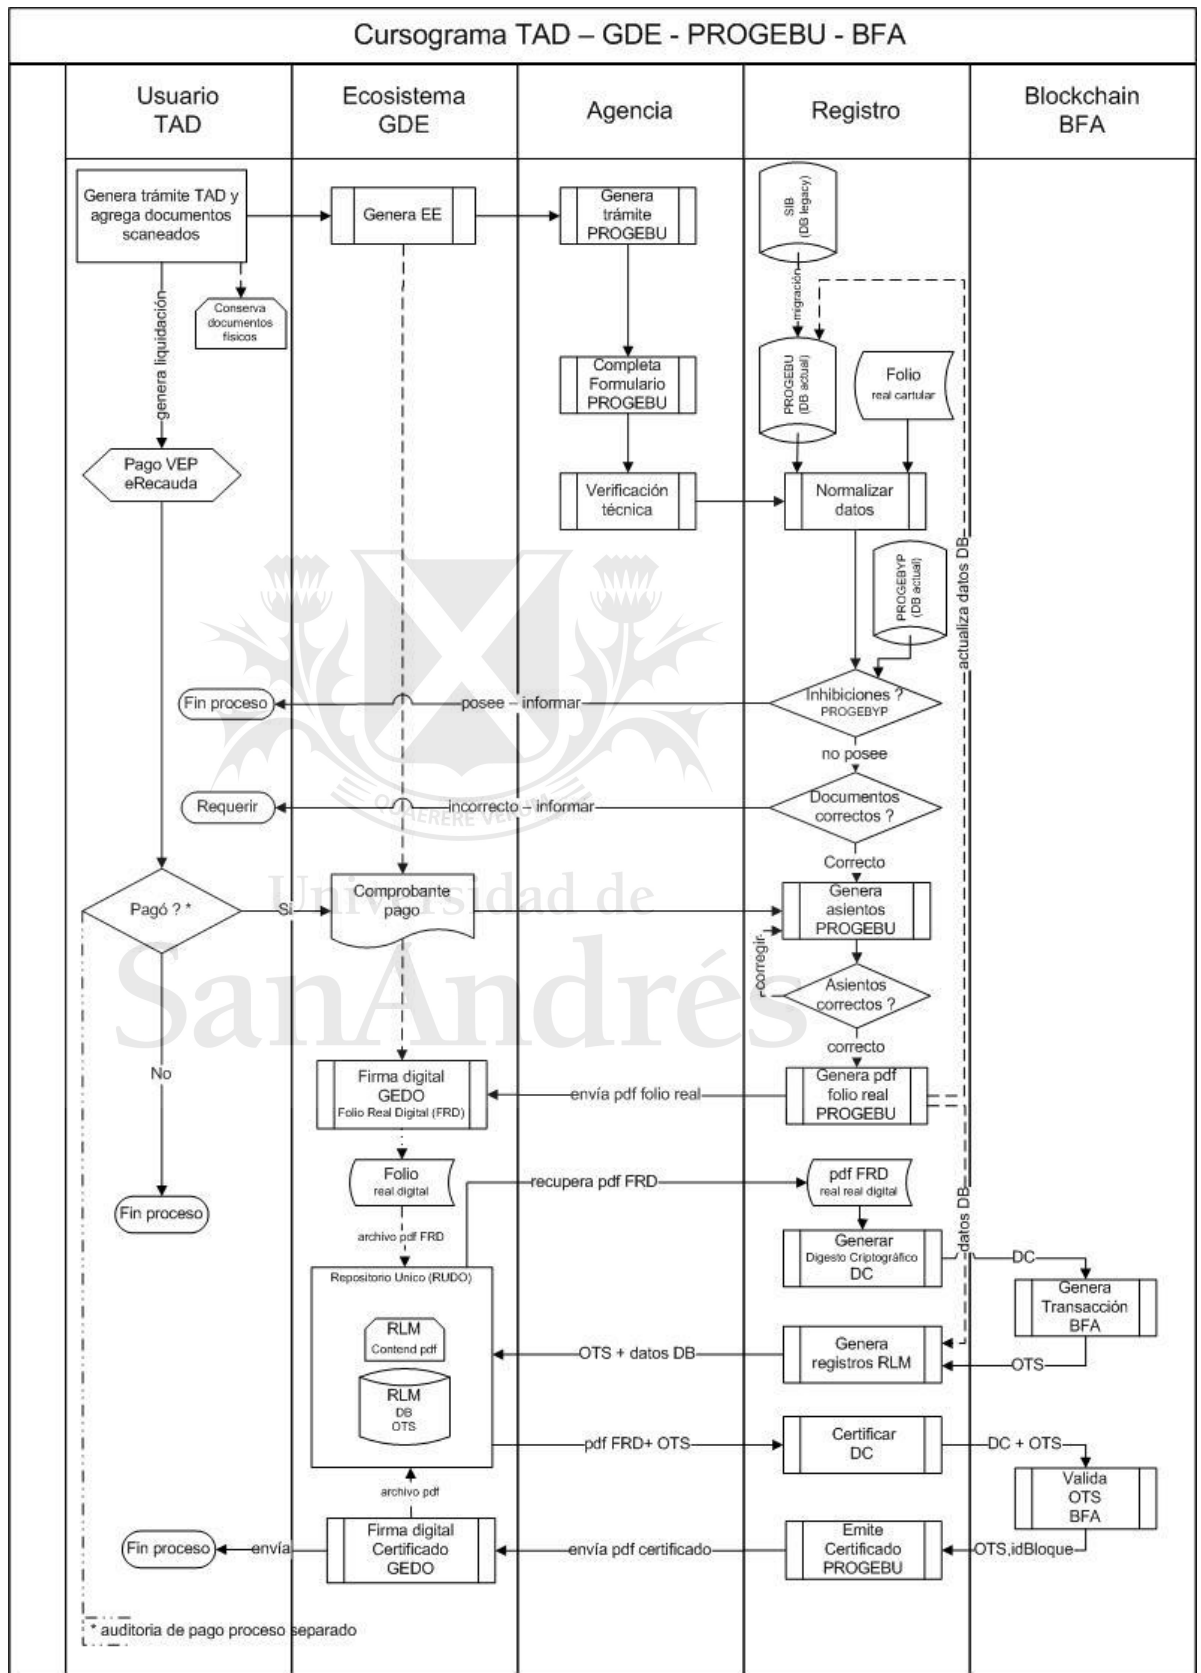 Cursograma TAD – GDE - PROGEBU - BFA
Usuario
TAD
Ecosistema
GDE
Agencia
Registro
Blockchain
BFA
Genera trámite TAD y
agrega documentos
scaneados
Genera EE
Genera
trámite
PROGEBU
SIB
(DB legacy)
migración
Conserva
documentos
físicos
genera liquidación
Completa
Formulario
PROGEBU
PROGEBU
(DB actual)
Folio
real cartular
Pago VEP
eRecauda
Verificación
técnica
Normalizar
datos
PROGEBYP
(DB actual)
actualiza datos DB
Fin proceso
posee – informar
Inhibiciones ?
PROGEBYP
no posee
Requerir
incorrecto – informar
Documentos
correctos ?
QUAERERE VERUM
Correcto
Universidad de
SanAndrés
Pagó ? *
Si
Comprobante
pago
Genera
asientos
PROGEBU
corregir
Asientos
correctos ?
correcto
No
Firma digital
GEDO
Folio Real Digital (FRD)
envía pdf folio real
Genera pdf
folio real
PROGEBU
Folio
real digital
recupera pdf FRD
pdf FRD
real real digital
Fin proceso
archivo pdf FRD
datos DB
Generar
Digesto Criptográfico
DC
DC
Repositorio Unico (RUDO)
Genera
Transacción
BFA
RLM
Contend pdf
OTS + datos DB
Genera
registros RLM
OTS
RLM
DB
OTS
pdf FRD+ OTS
Certificar
DC
DC + OTS
Valida
OTS
BFA
archivo pdf
Fin proceso
envía
Firma digital
Certificado
GEDO
envía pdf certificado
Emite
Certificado
PROGEBU
OTS,idBloque
* auditoria de pago proceso separado